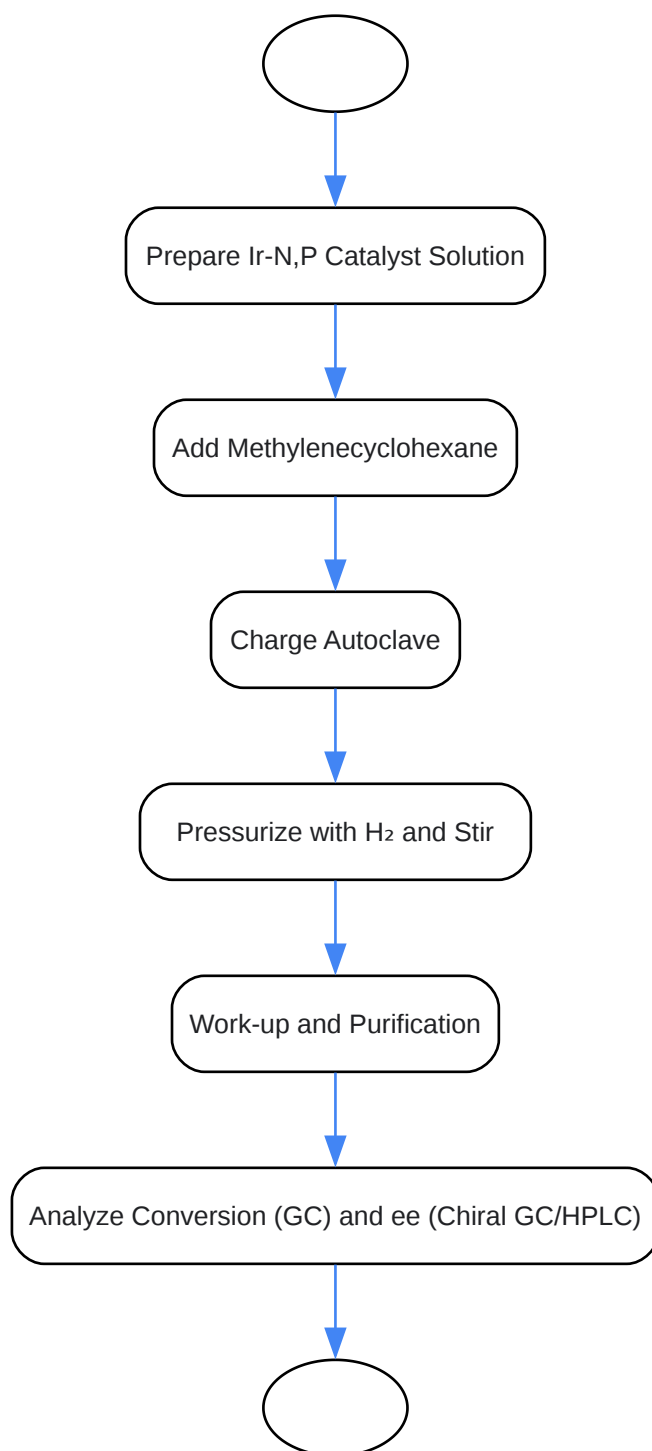 Prepare Ir-N,P Catalyst Solution
Add Methylenecyclohexane
Charge Autoclave
Pressurize with H₂ and Stir
Work-up and Purification
Analyze Conversion (GC) and ee (Chiral GC/HPLC)